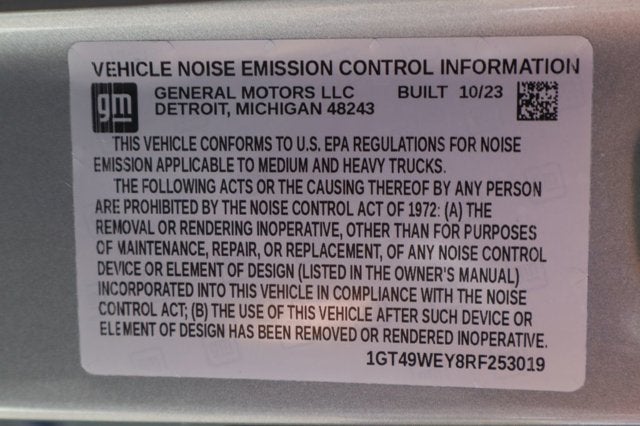 VEHICLE NOISE EMISSION CONTROL INFORMATION
gm GENERAL MOTORS LLC BUILT 10/23
DETROIT, MICHIGAN 48243
THIS VEHICLE CONFORMS TO U.S. EPA REGULATIONS FOR NOISE
EMISSION APPLICABLE TO MEDIUM AND HEAVY TRUCKS.
THE FOLLOWING ACTS OR THE CAUSING THEREOF BY ANY PERSON
ARE PROHIBITED BY THE NOISE CONTROL ACT OF 1972: (A) THE
REMOVAL OR RENDERING INOPERATIVE, OTHER THAN FOR PURPOSES
OF MAINTENANCE, REPAIR, OR REPLACEMENT, OF ANY NOISE CONTROL
DEVICE OR ELEMENT OF DESIGN (LISTED IN THE OWNER'S MANUAL)
INCORPORATED INTO THIS VEHICLE IN COMPLIANCE WITH THE NOISE
CONTROL ACT; (B) THE USE OF THIS VEHICLE AFTER SUCH DEVICE OR
ELEMENT OF DESIGN HAS BEEN REMOVED OR RENDERED INOPERATIVE.
1GT49WEY8RF253019